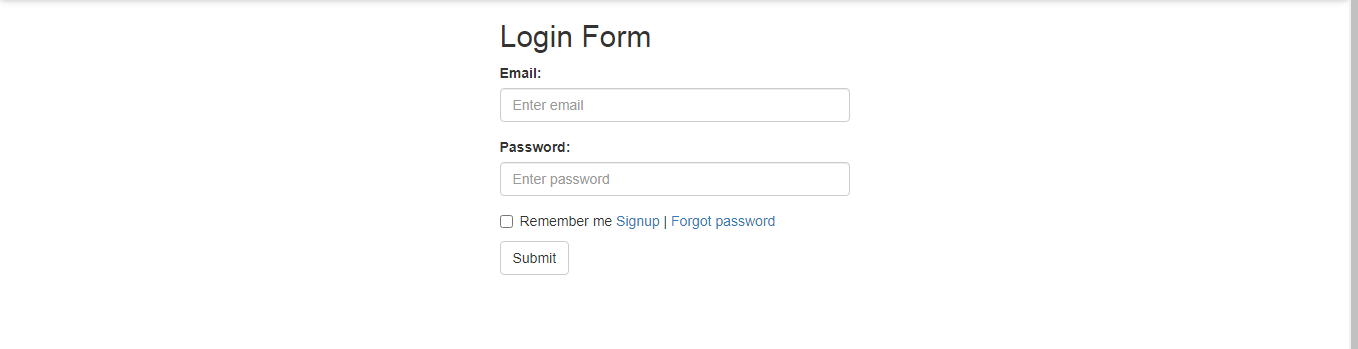 Login Form
Email:
Enter email
Password:
Enter password
Remember me Signup | Forgot password
Submit